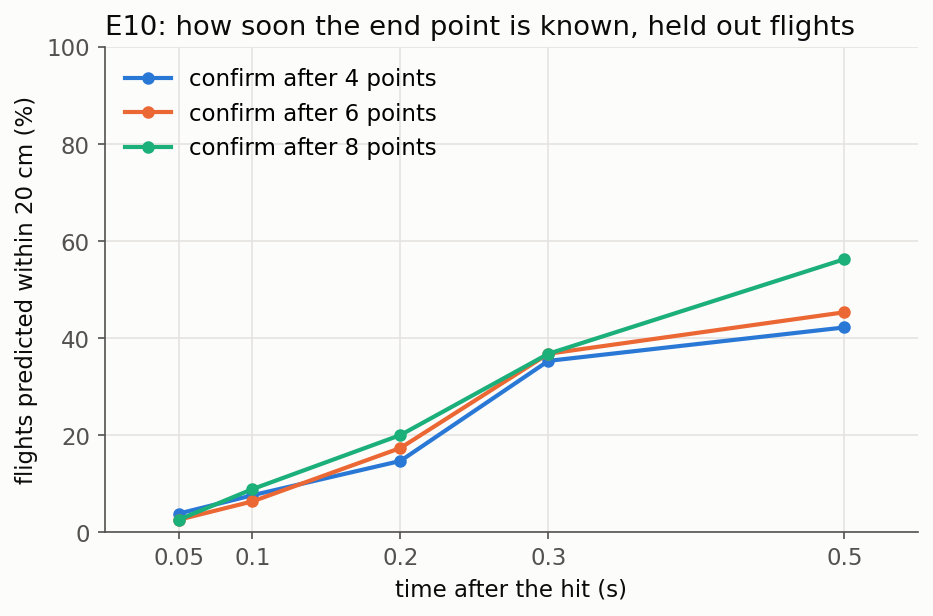 E10: how soon the end point is known, held out flights
confirm after 4 points
confirm after 6 points
confirm after 8 points
flights predicted within 20 cm (%)
100
80
60
40
20
0
0.05 0.1 0.2 0.3 0.5
time after the hit (s)